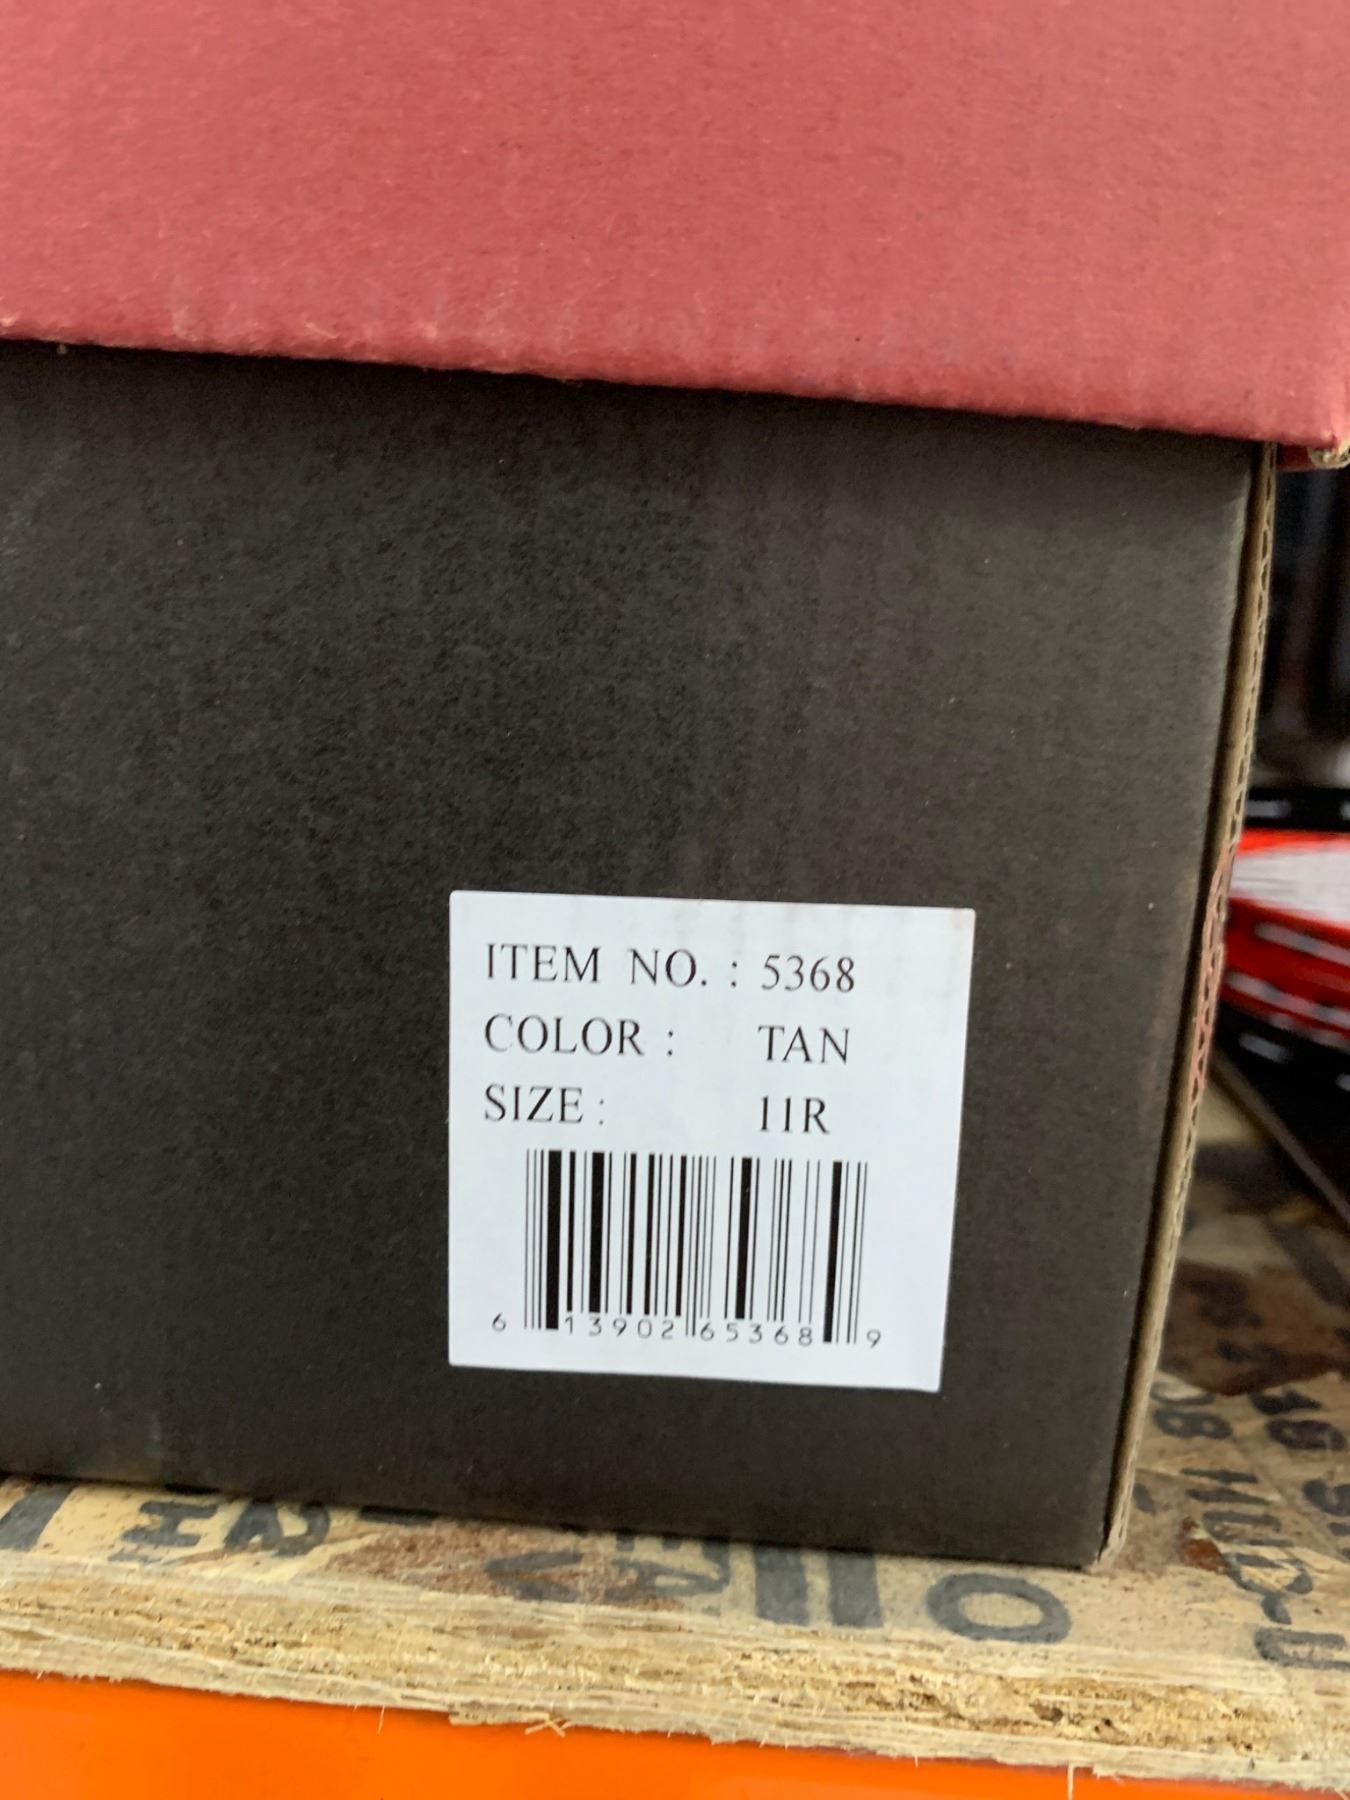 ITEM NO. : 5368
COLOR : TAN
SIZE : 11R
6 13902 65368 9